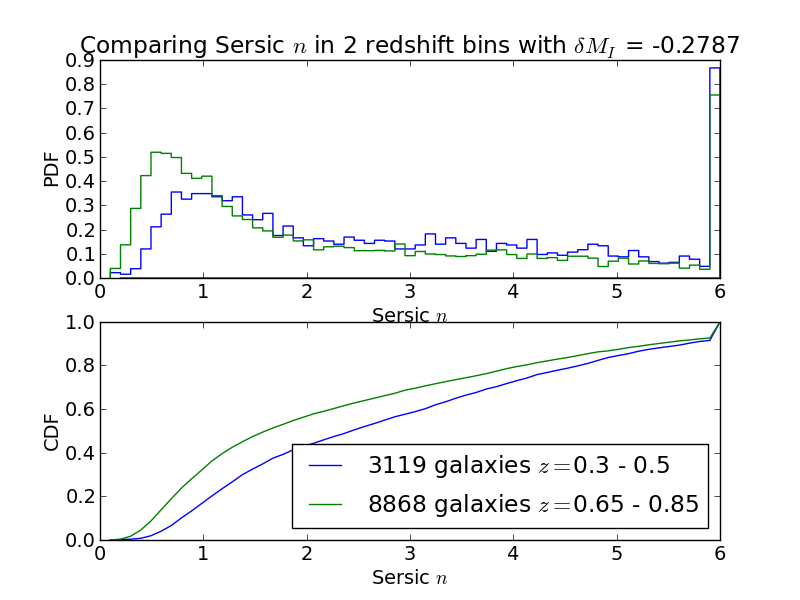 Comparing Sersic n in 2 redshift bins with δM_I = -0.2787
0.9
0.8
0.7
0.6
0.5
0.4
0.3
0.2
0.1
0.0
PDF
0 1 2 3 4 5 6
Sersic n
1.0
0.8
0.6
0.4
0.2
0.0
CDF
3119 galaxies z=0.3 - 0.5
8868 galaxies z=0.65 - 0.85
0 1 2 3 4 5 6
Sersic n